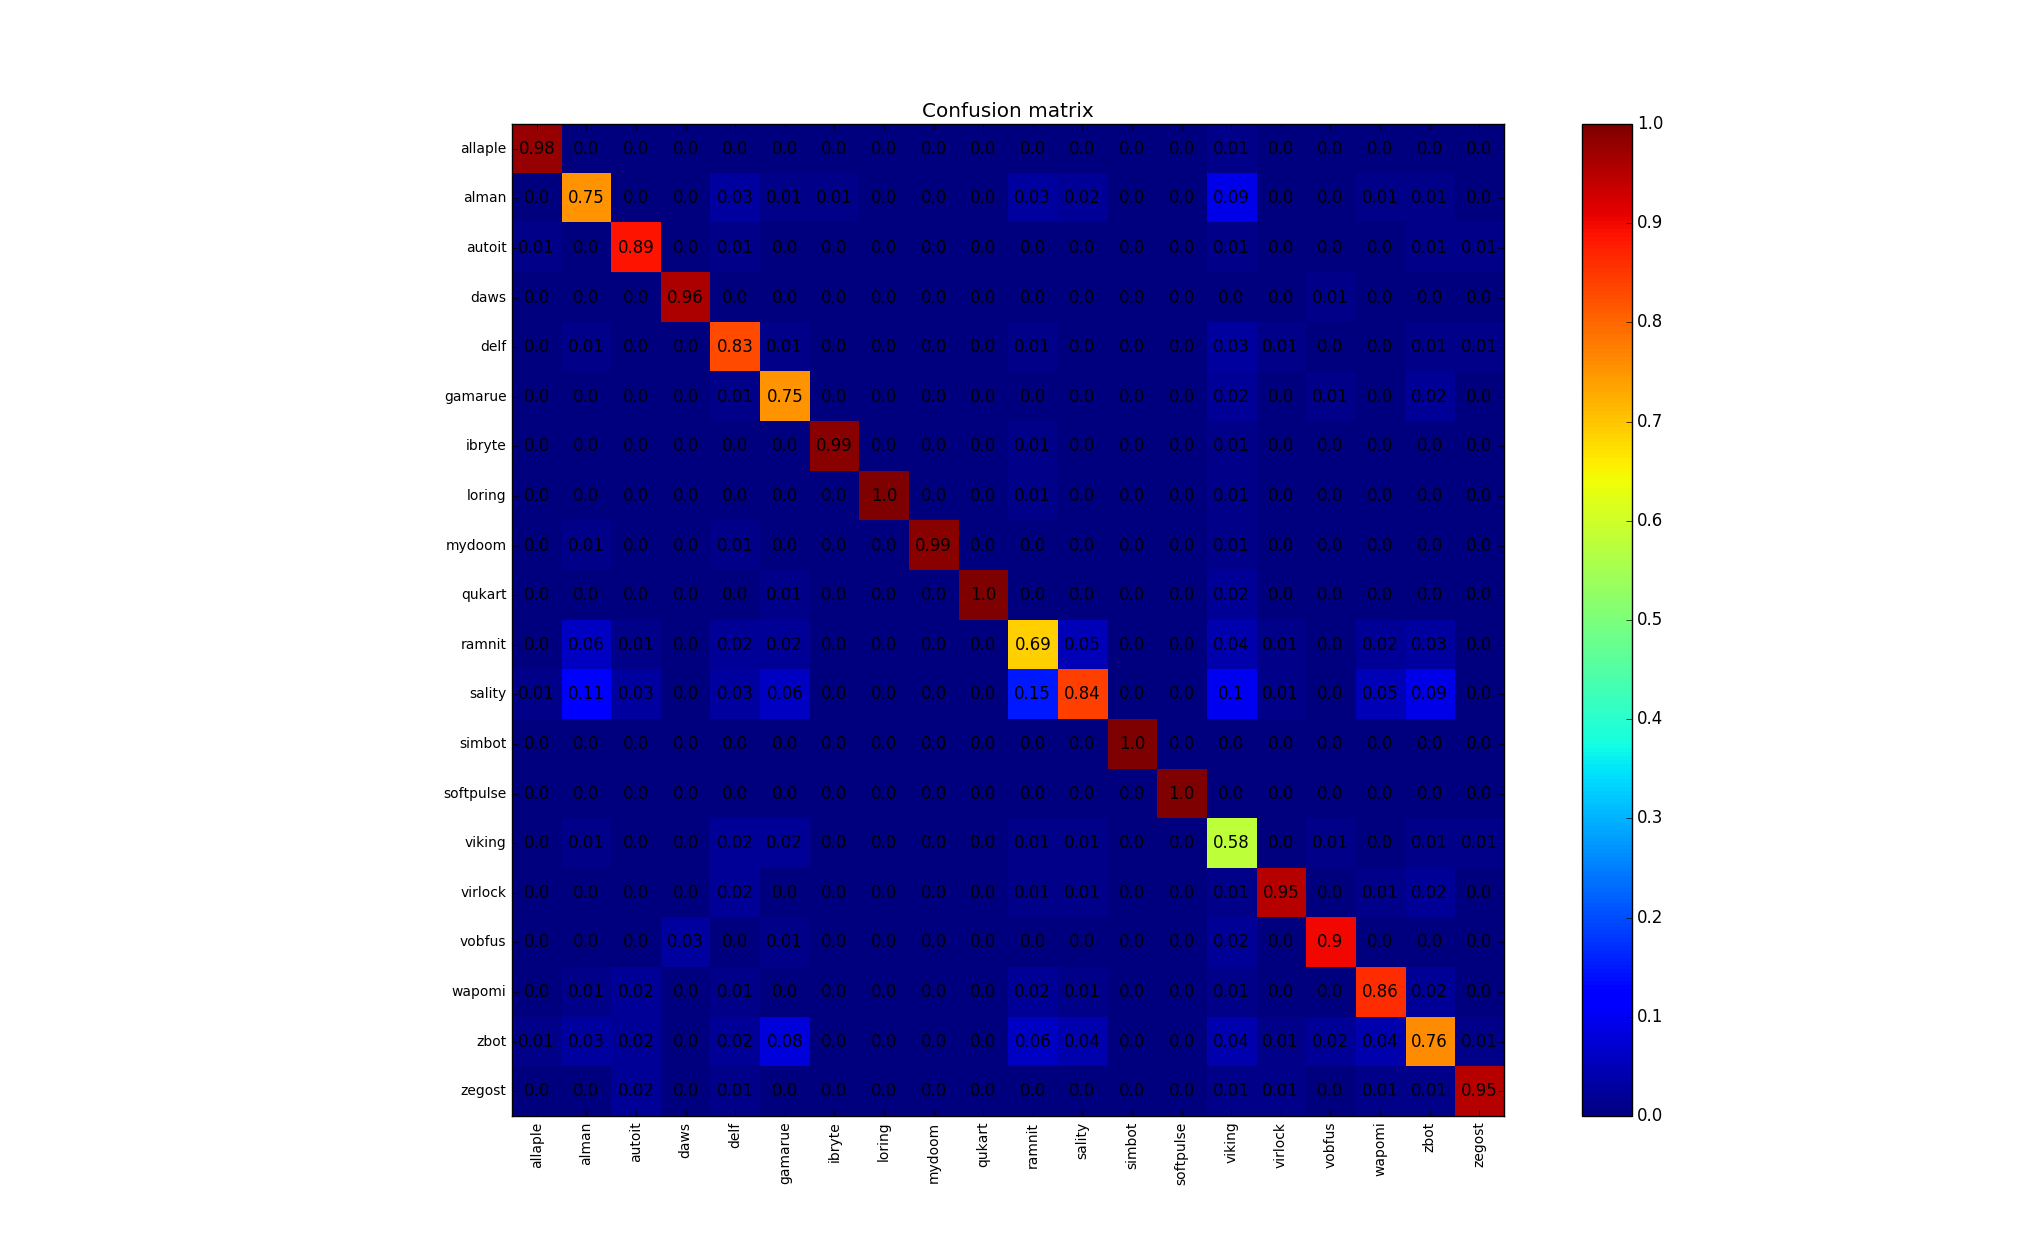 Confusion matrix
allaple 0.98 0.0 0.0 0.0 0.0 0.0 0.0 0.0 0.0 0.0 0.0 0.0 0.0 0.0 0.01 0.0 0.0 0.0 0.0 0.0
alman 0.0 0.75 0.0 0.0 0.03 0.01 0.01 0.0 0.0 0.0 0.03 0.02 0.0 0.0 0.09 0.0 0.0 0.01 0.01 0.0
autoit 0.01 0.0 0.89 0.0 0.01 0.0 0.0 0.0 0.0 0.0 0.0 0.0 0.0 0.0 0.01 0.0 0.0 0.0 0.01 0.01
daws 0.0 0.0 0.0 0.96 0.0 0.0 0.0 0.0 0.0 0.0 0.0 0.0 0.0 0.0 0.0 0.0 0.01 0.0 0.0 0.0
delf 0.0 0.01 0.0 0.0 0.83 0.01 0.0 0.0 0.0 0.0 0.01 0.0 0.0 0.0 0.03 0.01 0.0 0.0 0.01 0.01
gamarue 0.0 0.0 0.0 0.0 0.01 0.75 0.0 0.0 0.0 0.0 0.0 0.0 0.0 0.0 0.02 0.0 0.01 0.0 0.02 0.0
ibryte 0.0 0.0 0.0 0.0 0.0 0.0 0.99 0.0 0.0 0.0 0.01 0.0 0.0 0.0 0.01 0.0 0.0 0.0 0.0 0.0
loring 0.0 0.0 0.0 0.0 0.0 0.0 0.0 1.0 0.0 0.0 0.01 0.0 0.0 0.0 0.01 0.0 0.0 0.0 0.0 0.0
mydoom 0.0 0.01 0.0 0.0 0.01 0.0 0.0 0.0 0.99 0.0 0.0 0.0 0.0 0.0 0.01 0.0 0.0 0.0 0.0 0.0
qukart 0.0 0.0 0.0 0.0 0.0 0.01 0.0 0.0 0.0 1.0 0.0 0.0 0.0 0.0 0.02 0.0 0.0 0.0 0.0 0.0
ramnit 0.0 0.06 0.01 0.0 0.02 0.02 0.0 0.0 0.0 0.0 0.69 0.05 0.0 0.0 0.04 0.01 0.0 0.02 0.03 0.0
sality 0.01 0.11 0.03 0.0 0.03 0.06 0.0 0.0 0.0 0.0 0.15 0.84 0.0 0.0 0.1 0.01 0.0 0.05 0.09 0.0
simbot 0.0 0.0 0.0 0.0 0.0 0.0 0.0 0.0 0.0 0.0 0.0 0.0 1.0 0.0 0.0 0.0 0.0 0.0 0.0 0.0
softpulse 0.0 0.0 0.0 0.0 0.0 0.0 0.0 0.0 0.0 0.0 0.0 0.0 0.0 1.0 0.0 0.0 0.0 0.0 0.0 0.0
viking 0.0 0.01 0.0 0.0 0.02 0.02 0.0 0.0 0.0 0.0 0.01 0.01 0.0 0.0 0.58 0.0 0.01 0.0 0.01 0.01
virlock 0.0 0.0 0.0 0.0 0.02 0.0 0.0 0.0 0.0 0.0 0.01 0.01 0.0 0.0 0.01 0.95 0.0 0.01 0.02 0.0
vobfus 0.0 0.0 0.0 0.03 0.0 0.01 0.0 0.0 0.0 0.0 0.0 0.0 0.0 0.0 0.02 0.0 0.9 0.0 0.0 0.0
wapomi 0.0 0.01 0.02 0.0 0.01 0.0 0.0 0.0 0.0 0.0 0.02 0.01 0.0 0.0 0.01 0.0 0.0 0.86 0.02 0.0
zbot 0.01 0.03 0.02 0.0 0.02 0.08 0.0 0.0 0.0 0.0 0.06 0.04 0.0 0.0 0.04 0.01 0.02 0.04 0.76 0.01
zegost 0.0 0.0 0.02 0.0 0.01 0.0 0.0 0.0 0.0 0.0 0.0 0.0 0.0 0.0 0.01 0.01 0.0 0.01 0.01 0.95
allaple alman autoit daws delf gamarue ibryte loring mydoom qukart ramnit sality simbot softpulse viking virlock vobfus wapomi zbot zegost
1.0
0.9
0.8
0.7
0.6
0.5
0.4
0.3
0.2
0.1
0.0